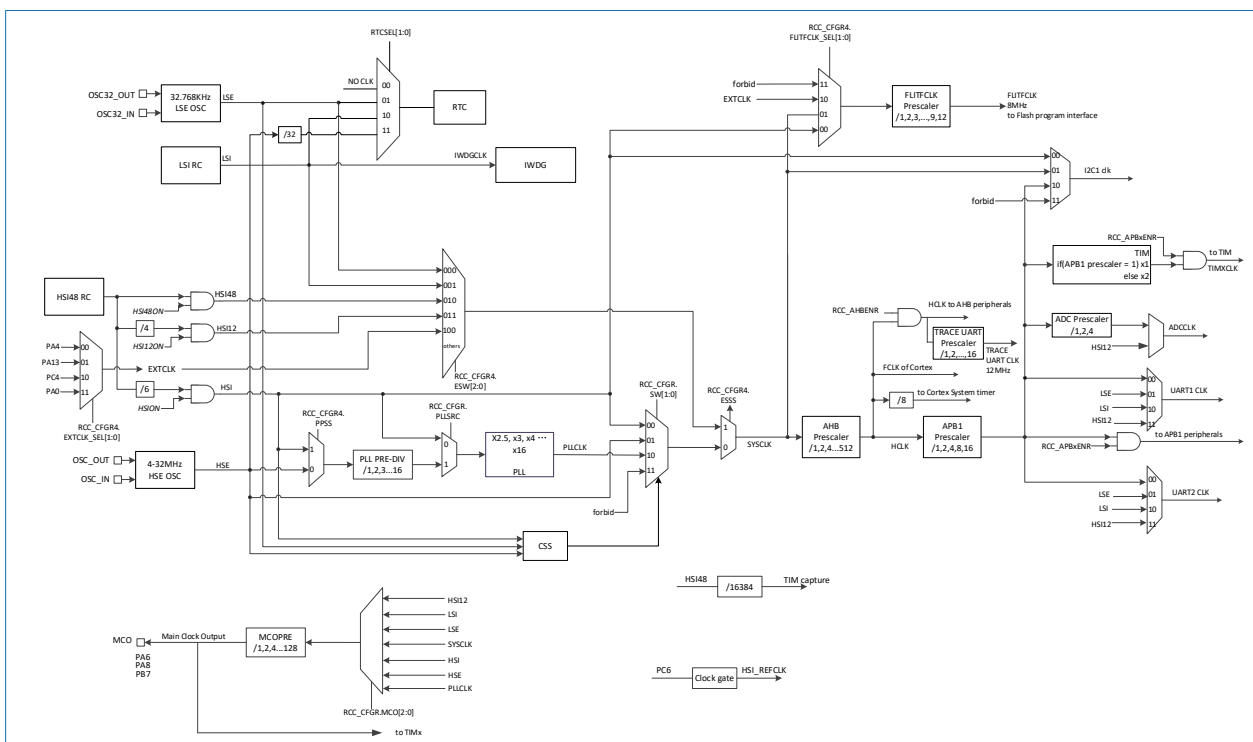 RTCSEL[1:0]
RCC_CFGR4.
FLITFCLK_SEL[1:0]
OSC32_OUT
OSC32_IN
32.768KHz
LSE OSC
LSE
NO CLK
00
01
10
11
/32
RTC
forbid
EXTCLK
11
10
01
00
FLITFCLK
Prescaler
/1,2,3,...,9,12
FLITFCLK
8MHz
to Flash program interface
LSI RC
LSI
IWDGCLK
IWDG
00
01
10
11
I2C1 clk
forbid
HSI48 RC
HSI48ON
HSI48
/4
HSI12ON
HSI12
PA4
PA13
PC4
PA0
00
01
10
11
EXTCLK
RCC_CFGR4.
EXTCLK_SEL[1:0]
/6
HSION
HSI
000
001
010
011
100
others
RCC_CFGR4.
ESW[2:0]
RCC_APBxENR
TIM
if(APB1 prescaler = 1) x1
else x2
to TIM
TIMXCLK
RCC_AHBENR
HCLK to AHB peripherals
TRACE UART
Prescaler
/1,2,...,16
TRACE
UART CLK
12MHz
ADC Prescaler
/1,2,4
HSI12
ADCCLK
FCLK of Cortex
/8
to Cortex System timer
RCC_CFGR4.
PPSS
RCC_CFGR.
PLLSRC
RCC_CFGR.
SW[1:0]
RCC_CFGR4.
ESSS
OSC_OUT
OSC_IN
4-32MHz
HSE OSC
HSE
1
0
PLL PRE-DIV
/1,2,3...16
0
1
X2.5, x3, x4 ···
x16
PLL
PLLCLK
00
01
10
11
forbid
1
0
SYSCLK
AHB
Prescaler
/1,2,4...512
HCLK
APB1
Prescaler
/1,2,4,8,16
LSE
LSI
HSI12
00
01
10
11
UART1 CLK
RCC_APBxENR
to APB1 peripherals
LSE
LSI
HSI12
00
01
10
11
UART2 CLK
CSS
HSI48
/16384
TIM capture
HSI12
LSI
LSE
SYSCLK
HSI
HSE
PLLCLK
MCO
Main Clock Output
MCOPRE
/1,2,4...128
PA6
PA8
PB7
RCC_CFGR.MCO[2:0]
to TIMx
PC6
Clock gate
HSI_REFCLK